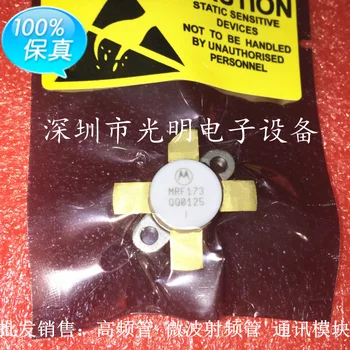 100%
保真
CAUTION
STATIC SENSITIVE
DEVICES
NOT TO BE HANDLED
BY UNAUTHORISED
PERSONNEL
深圳市光明电子设备
MRF173
QQ0125
I
批发销售：高频管 微波射频管 通讯模块